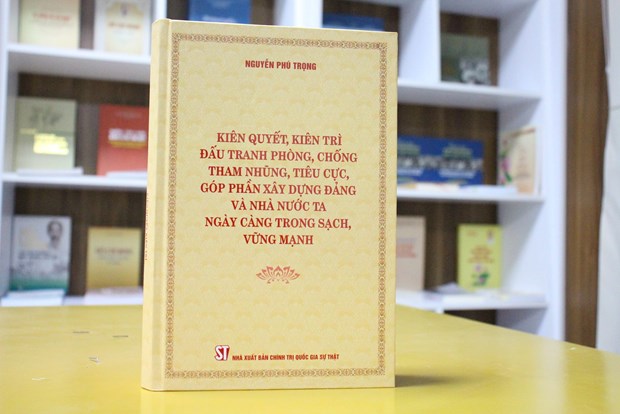 NGUYỄN PHÚ TRỌNG
KIÊN QUYẾT, KIÊN TRÌ
ĐẤU TRANH PHÒNG, CHỐNG
THAM NHŨNG, TIÊU CỰC,
GÓP PHẦN XÂY DỰNG ĐẢNG
VÀ NHÀ NƯỚC TA
NGÀY CÀNG TRONG SẠCH,
VỮNG MẠNH
ST NHÀ XUẤT BẢN CHÍNH TRỊ QUỐC GIA SỰ THẬT